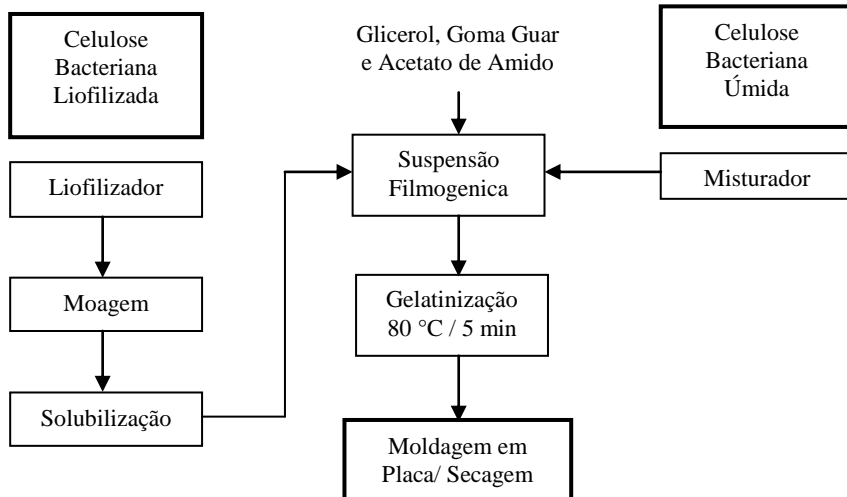 Celulose
Bacteriana
Liofilizada
Liofilizador
Moagem
Solubilização
Glicerol, Goma Guar
e Acetato de Amido
Suspensão
Filmogenica
Gelatinização
80 °C / 5 min
Moldagem em
Placa/ Secagem
Celulose
Bacteriana
Úmida
Misturador